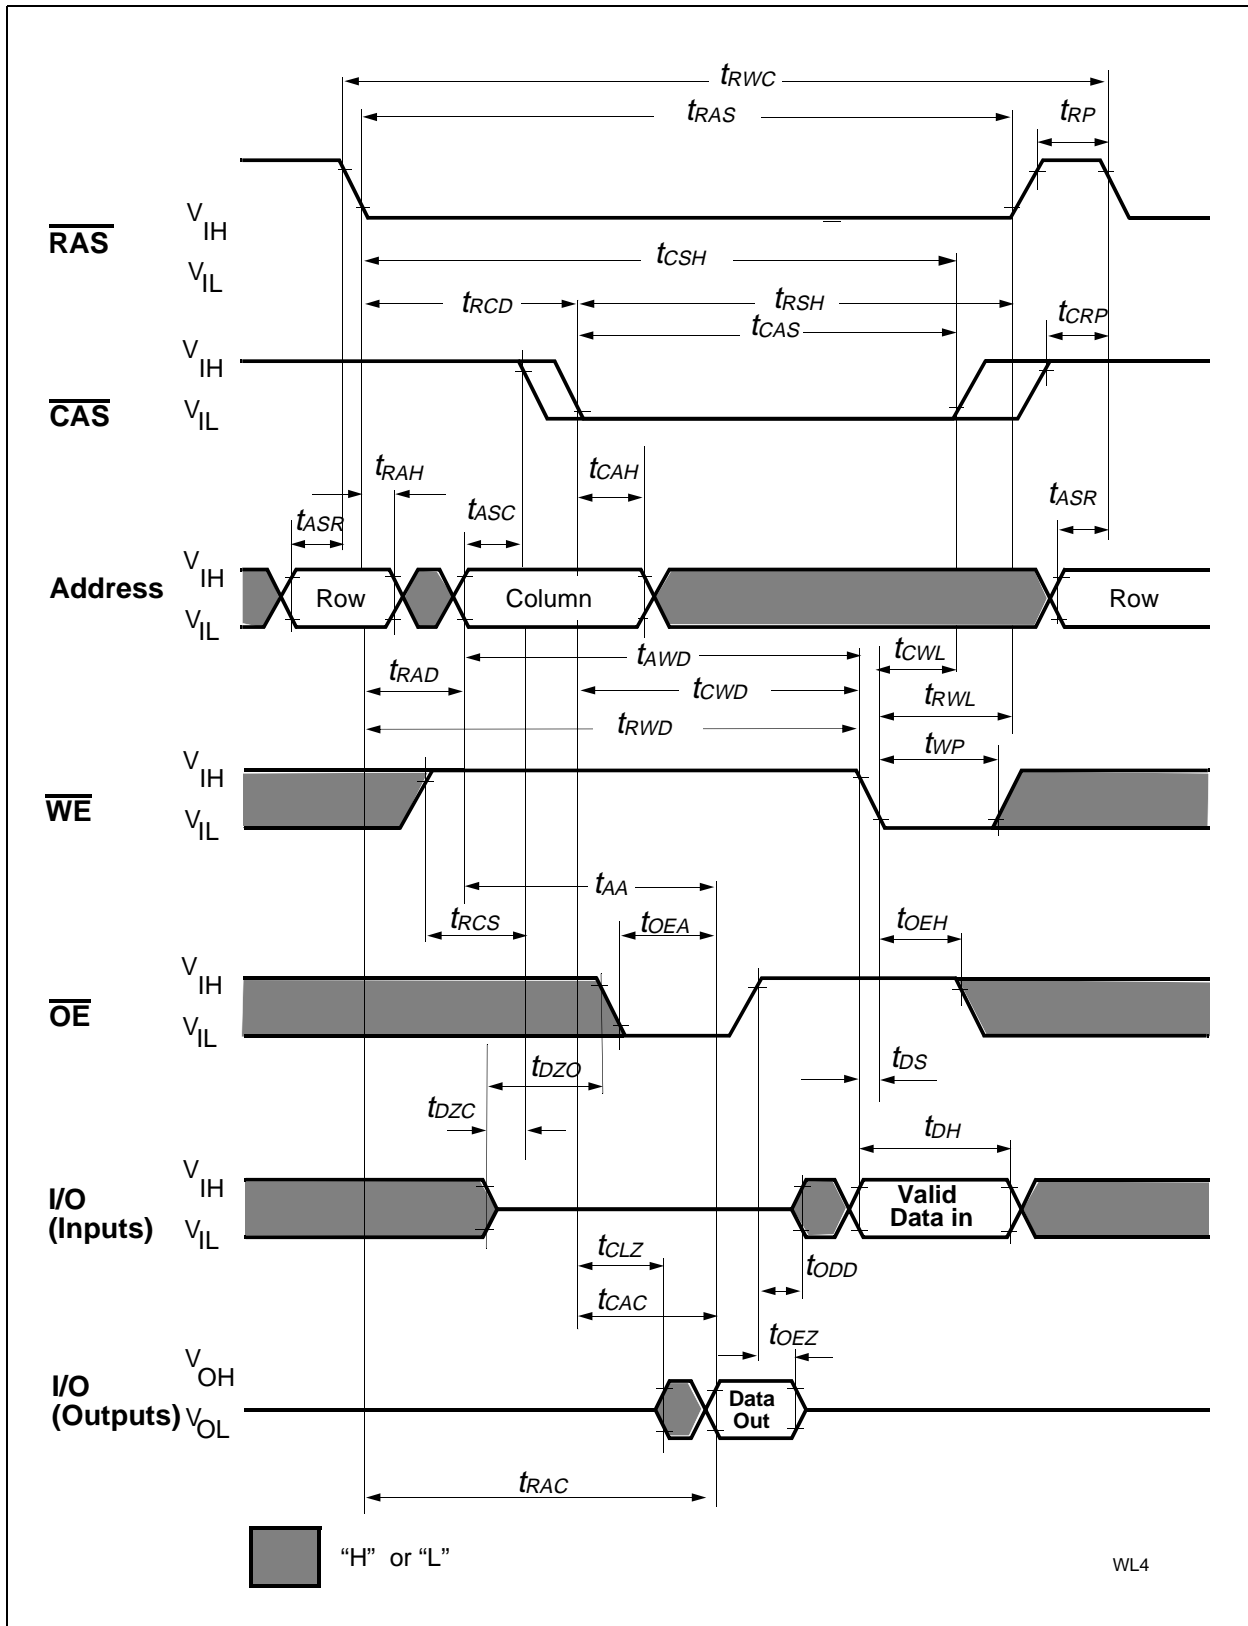 tRWC
tRAS
tRP
RAS
VIH
VIL
tCSH
tRCD
tRSH
tCAS
tCRP
CAS
VIH
VIL
tRAH
tCAH
tASR
tASC
tASR
Address
VIH
VIL
Row
Column
Row
tAWD
tCWL
tRAD
tCWD
tRWL
tRWD
tWP
WE
VIH
VIL
tAA
tRCS
tOEA
tOEH
OE
VIH
VIL
tDZO
tDS
tDZC
tDH
I/O
(Inputs)
VIH
VIL
Valid
Data in
tCLZ
tODD
tCAC
tOEZ
I/O
(Outputs)
VOH
VOL
Data
Out
tRAC
“H” or “L”
WL4